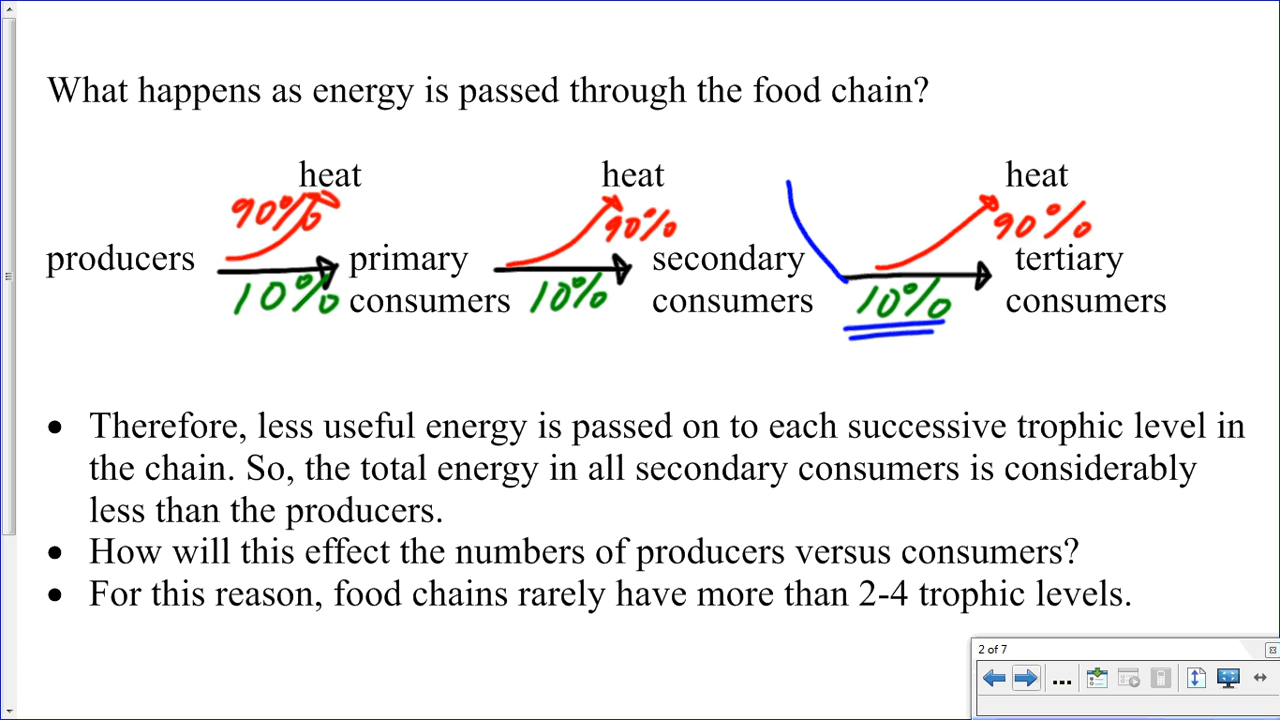 What happens as energy is passed through the food chain?
heat heat heat
90% 90% 90%
producers primary secondary tertiary
10% consumers 10% consumers 10% consumers
• Therefore, less useful energy is passed on to each successive trophic level in
the chain. So, the total energy in all secondary consumers is considerably
less than the producers.
• How will this effect the numbers of producers versus consumers?
• For this reason, food chains rarely have more than 2-4 trophic levels.
2 of 7
...